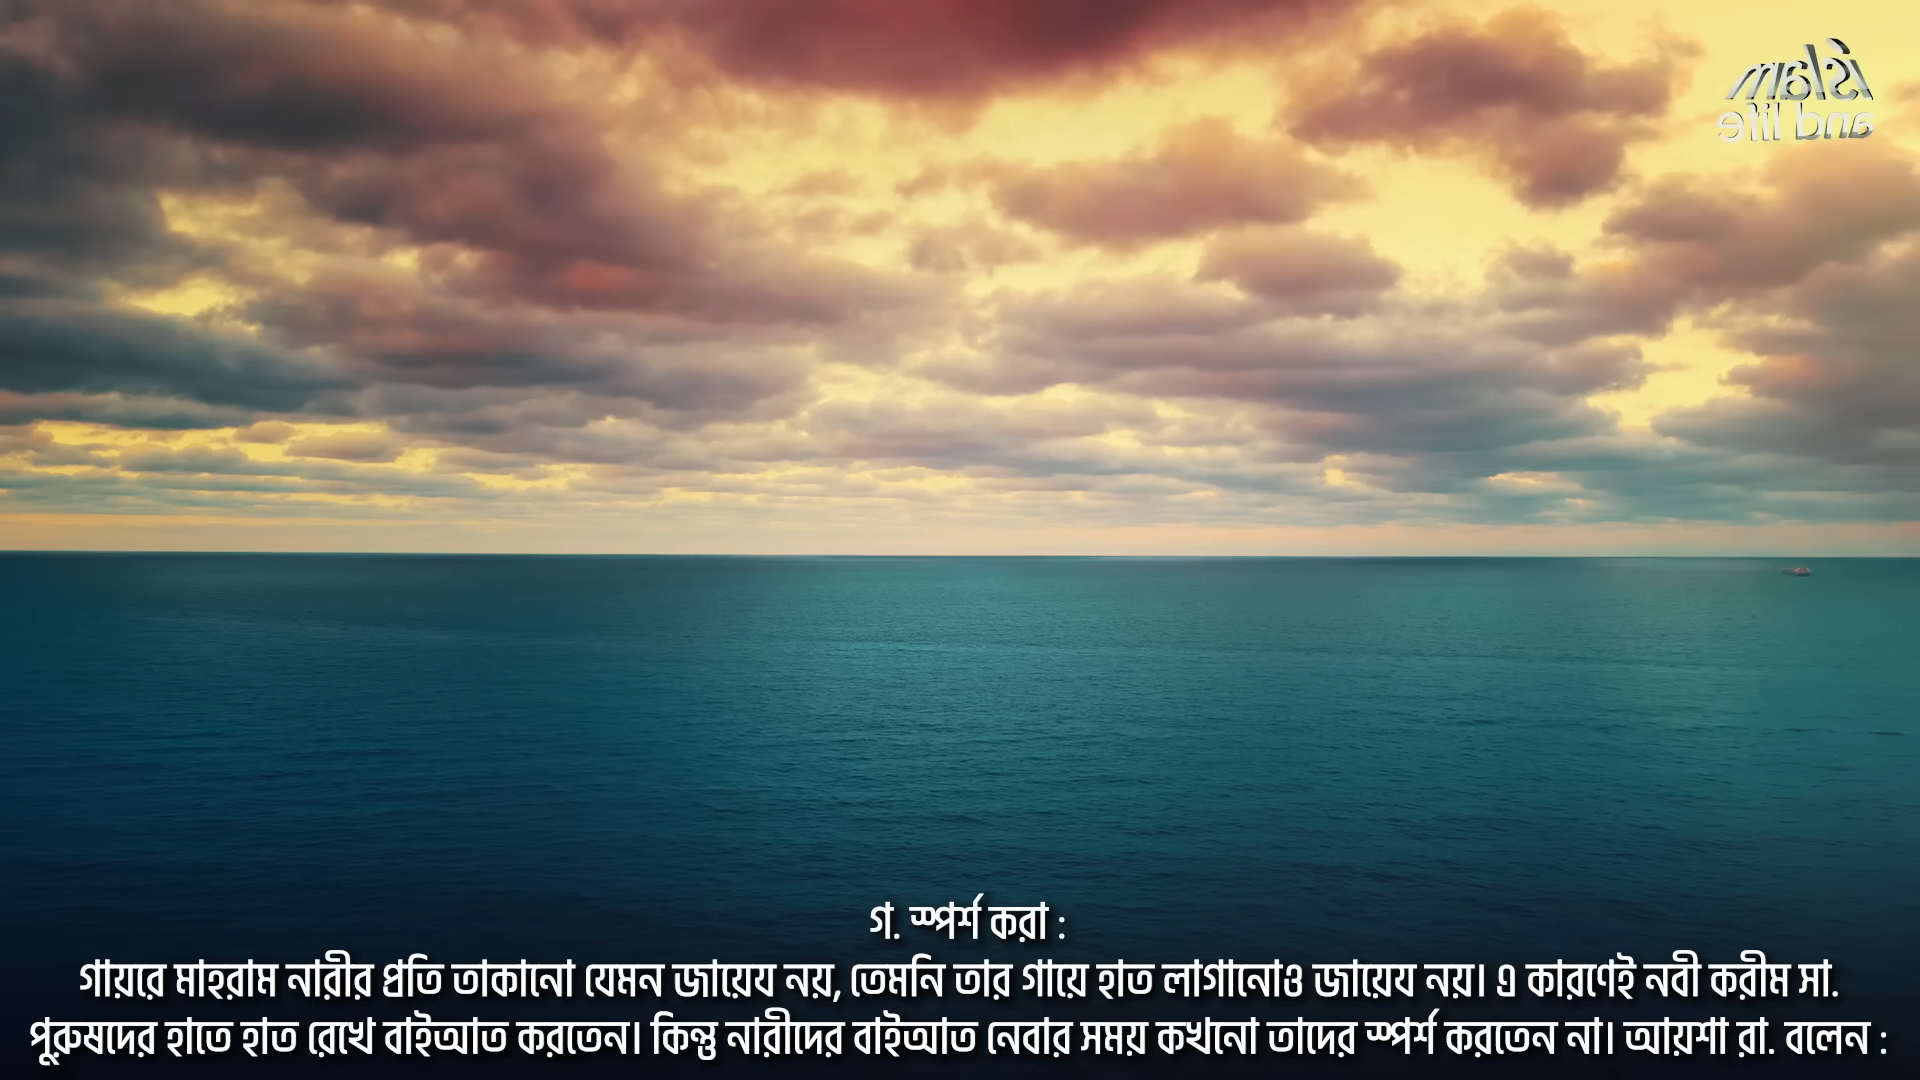 islam
and life
গ. স্পর্শ করা :
গায়রে মাহরাম নারীর প্রতি তাকানো যেমন জায়েয নয়, তেমনি তার গায়ে হাত লাগানোও জায়েয নয়। এ কারণেই নবী করীম সা.
পুরুষদের হাতে হাত রেখে বাইআত করতেন। কিন্তু নারীদের বাইআত নেবার সময় কখনো তাদের স্পর্শ করতেন না। আয়শা রা. বলেন :